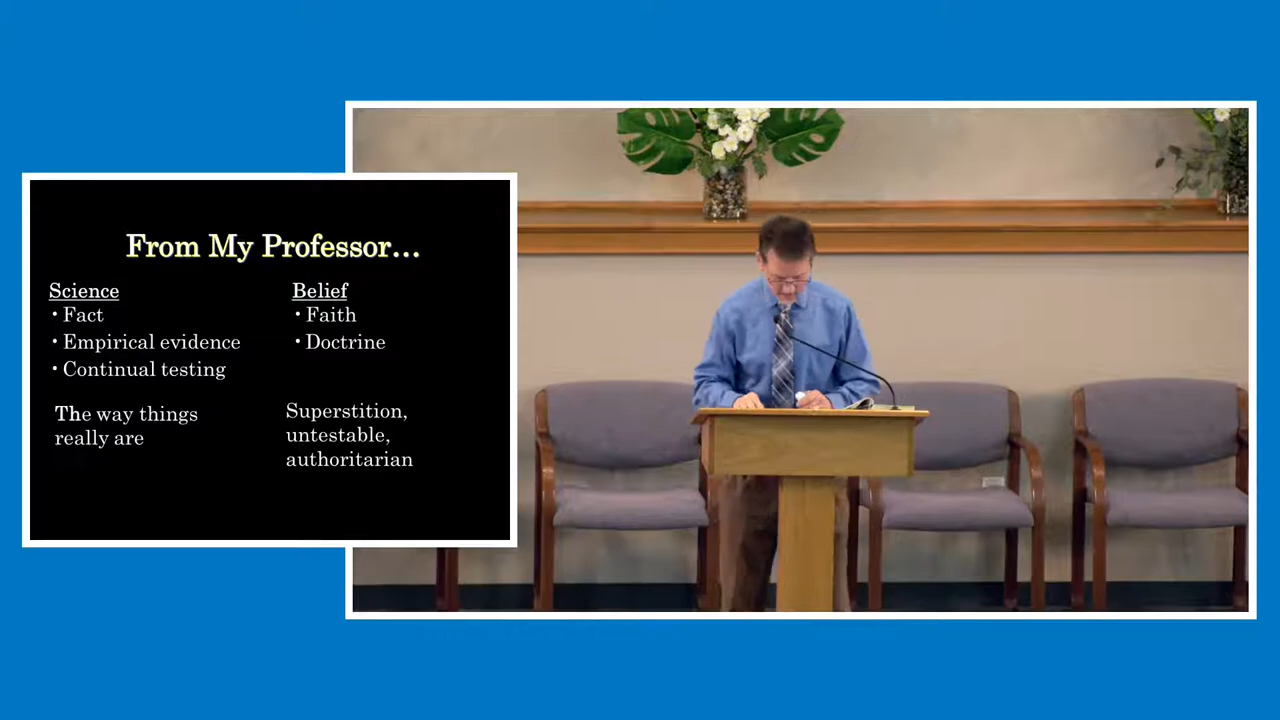 From My Professor...
Science
• Fact
• Empirical evidence
• Continual testing
The way things
really are
Belief
• Faith
• Doctrine
Superstition,
untestable,
authoritarian